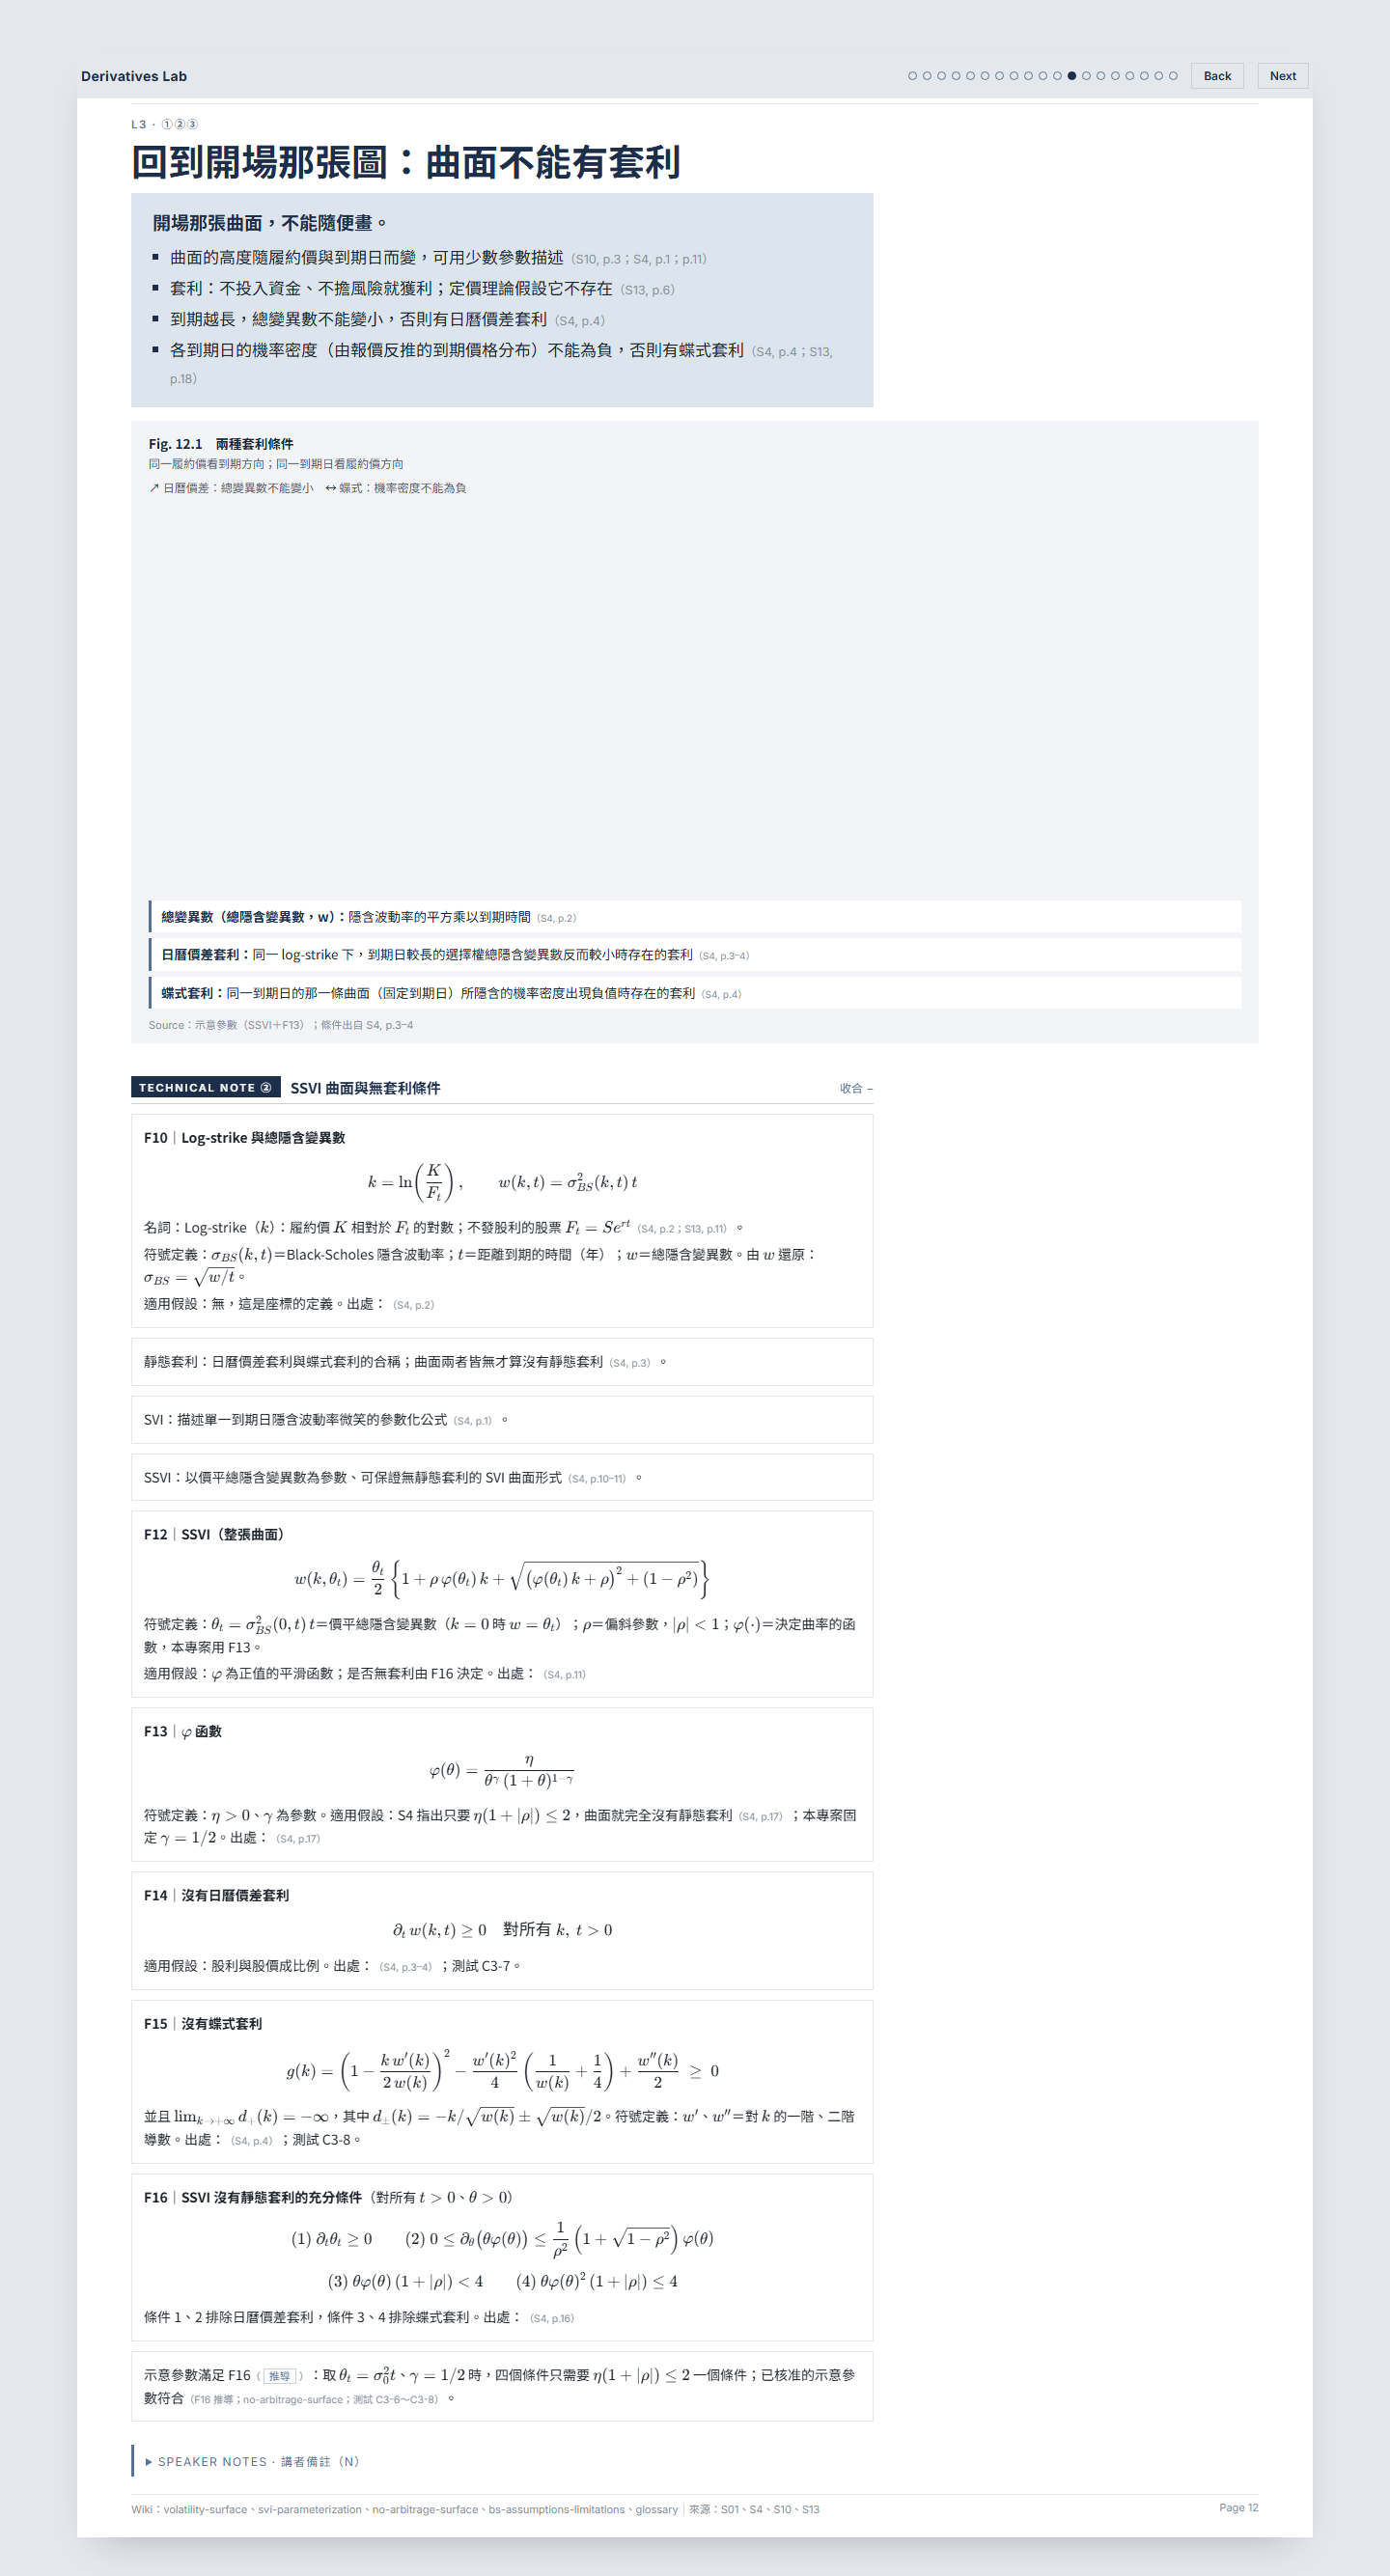 Derivatives Lab
Back
Next
L3 · ①②③
回到開場那張圖：曲面不能有套利
開場那張曲面，不能隨便畫。
曲面的高度隨履約價與到期日而變，可用少數參數描述（S10, p.3；S4, p.1；p.11）
套利：不投入資金、不擔風險就獲利；定價理論假設它不存在（S13, p.6）
到期越長，總變異數不能變小，否則有日曆價差套利（S4, p.4）
各到期日的機率密度（由報價反推的到期價格分布）不能為負，否則有蝶式套利（S4, p.4；S13,
p.18）
Fig. 12.1 兩種套利條件
同一履約價看到期方向；同一到期日看履約價方向
↗ 日曆價差：總變異數不能變小 ↔ 蝶式：機率密度不能為負
總變異數（總隱含變異數，w）：隱含波動率的平方乘以到期時間（S4, p.2）
日曆價差套利：同一 log-strike 下，到期日較長的選擇權總隱含變異數反而較小時存在的套利（S4, p.3–4）
蝶式套利：同一到期日的那一條曲面（固定到期日）所隱含的機率密度出現負值時存在的套利（S4, p.4）
Source：示意參數（SSVI＋F13）；條件出自 S4, p.3–4
TECHNICAL NOTE ② SSVI 曲面與無套利條件 收合 −
F10｜Log-strike 與總隱含變異數
k = ln(K/F_t), w(k,t) = σ²_BS(k,t) t
名詞：Log-strike（k）：履約價 K 相對於 F_t 的對數；不發股利的股票 F_t = Se^{rt}（S4, p.2；S13, p.11）。
符號定義：σ_BS(k,t)＝Black-Scholes 隱含波動率；t＝距離到期的時間（年）；w＝總隱含變異數。由 w 還原：
σ_BS = √(w/t)。
適用假設：無，這是座標的定義。出處：（S4, p.2）
靜態套利：日曆價差套利與蝶式套利的合稱；曲面兩者皆無才算沒有靜態套利（S4, p.3）。
SVI：描述單一到期日隱含波動率微笑的參數化公式（S4, p.1）。
SSVI：以價平總隱含變異數為參數、可保證無靜態套利的 SVI 曲面形式（S4, p.10–11）。
F12｜SSVI（整張曲面）
w(k,θ_t) = θ_t/2 {1 + ρ φ(θ_t) k + √((φ(θ_t) k + ρ)² + (1 − ρ²))}
符號定義：θ_t = σ²_BS(0,t) t＝價平總隱含變異數（k = 0 時 w = θ_t）；ρ＝偏斜參數，|ρ| < 1；φ(·)＝決定曲率的函
數，本專案用 F13。
適用假設：φ 為正值的平滑函數；是否無套利由 F16 決定。出處：（S4, p.11）
F13｜φ 函數
φ(θ) = η / (θ^γ (1 + θ)^{1−γ})
符號定義：η > 0、γ 為參數。適用假設：S4 指出只要 η(1 + |ρ|) ≤ 2，曲面就完全沒有靜態套利（S4, p.17）；本專案固
定 γ = 1/2。出處：（S4, p.17）
F14｜沒有日曆價差套利
∂_t w(k,t) ≥ 0 對所有 k, t > 0
適用假設：股利與股價成比例。出處：（S4, p.3–4）；測試 C3-7。
F15｜沒有蝶式套利
g(k) = (1 − k w′(k) / 2 w(k))² − w′(k)²/4 (1/w(k) + 1/4) + w″(k)/2 ≥ 0
並且 lim_{k→+∞} d₊(k) = −∞，其中 d±(k) = −k/√w(k) ± √w(k)/2。符號定義：w′、w″＝對 k 的一階、二階
導數。出處：（S4, p.4）；測試 C3-8。
F16｜SSVI 沒有靜態套利的充分條件（對所有 t > 0、θ > 0）
(1) ∂_tθ_t ≥ 0 (2) 0 ≤ ∂_θ(θφ(θ)) ≤ 1/ρ² (1 + √(1 − ρ²)) φ(θ)
(3) θφ(θ) (1 + |ρ|) < 4 (4) θφ(θ)² (1 + |ρ|) ≤ 4
條件 1、2 排除日曆價差套利，條件 3、4 排除蝶式套利。出處：（S4, p.16）
示意參數滿足 F16（推導）：取 θ_t = σ₀²t、γ = 1/2 時，四個條件只需要 η(1 + |ρ|) ≤ 2 一個條件；已核准的示意參
數符合（F16 推導；no-arbitrage-surface；測試 C3-6～C3-8）。
▶ SPEAKER NOTES · 講者備註（N）
Wiki：volatility-surface、svi-parameterization、no-arbitrage-surface、bs-assumptions-limitations、glossary｜來源：S01、S4、S10、S13
Page 12